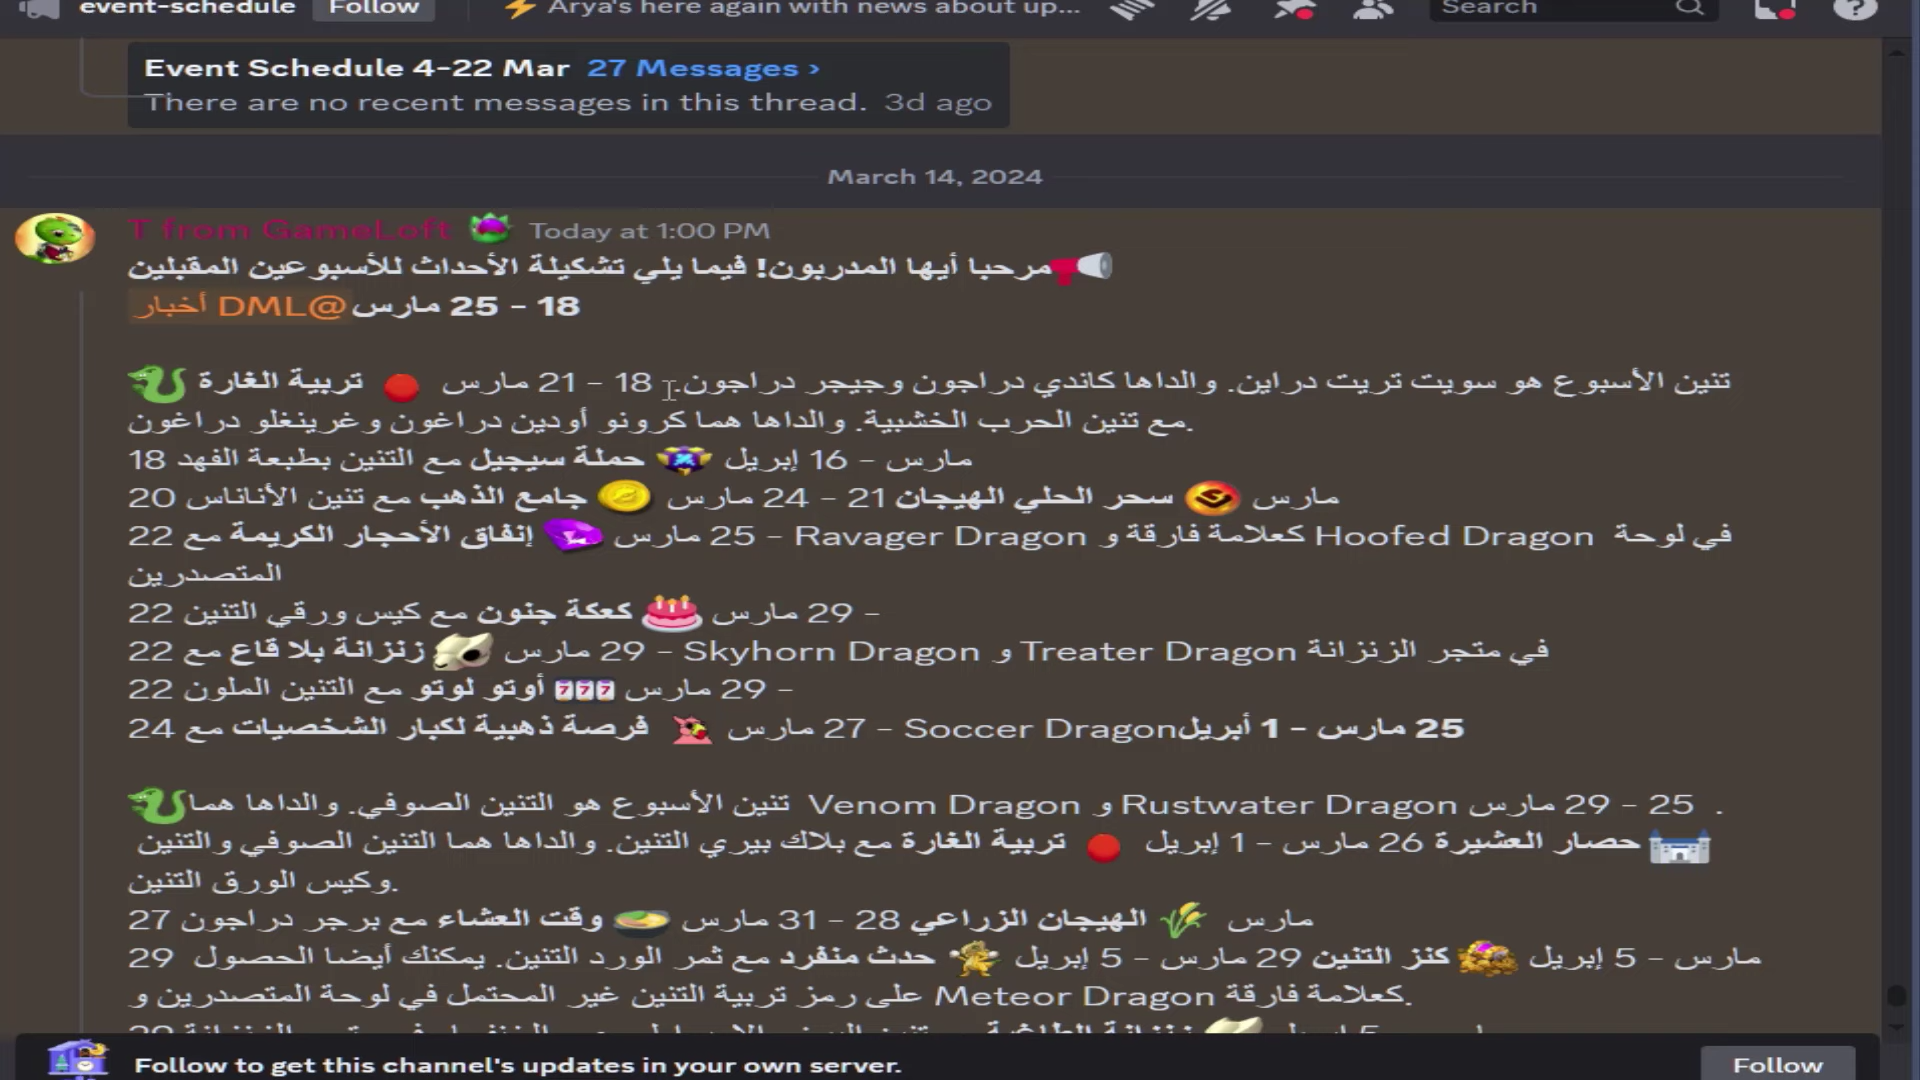 event-schedule Follow Arya's here again with news about up... Search
Event Schedule 4-22 Mar 27 Messages ›
There are no recent messages in this thread. 3d ago
March 14, 2024
T from GameLoft Today at 1:00 PM
مرحبا أيها المدربون! فيما يلي تشكيلة الأحداث للأسبوعين المقبلين
أخبار DML@ مارس 25 - 18
تربية الغارة 🔴 مارس 21 - 18 تنين الأسبوع هو سويت تريت دراين. والداها كاندي دراجون وجيجر دراجون.
مع تنين الحرب الخشبية. والداها هما كرونو أودين دراغون وغرينغلو دراغون.
18 حملة سيجيل مع التنين بطبعة الفهد مارس - 16 إبريل
20 جامع الذهب مع تنين الأناناس مارس 24 - 21 سحر الحلي الهيجان مارس
22 إنفاق الأحجار الكريمة مع Ravager Dragon - 25 مارس كعلامة فارقة و Hoofed Dragon في لوحة
المتصدرين
22 كعكة جنون مع كيس ورقي التنين مارس 29 -
22 زنزانة بلا قاع مع Skyhorn Dragon - 29 مارس و Treater Dragon في متجر الزنزانة
22 أوتو لوتو مع التنين الملون مارس 29 -
24 فرصة ذهبية لكبار الشخصيات مع Soccer Dragon - 27 مارس 25 مارس - 1 أبريل
تنين الأسبوع هو التنين الصوفي. والداها هما Venom Dragon و Rustwater Dragon مارس 29 - 25 .
تربية الغارة مع بلاك بيري التنين. والداها هما التنين الصوفي والتنين 🔴 حصار العشيرة 26 مارس - 1 إبريل
وكيس الورق التنين.
27 وقت العشاء مع برجر دراجون مارس 31 - 28 الهيجان الزراعي مارس
29 حدث منفرد مع ثمر الورد التنين. يمكنك أيضا الحصول كنز التنين 29 مارس - 5 إبريل مارس - 5 إبريل
على رمز تربية التنين غير المحتمل في لوحة المتصدرين و Meteor Dragon كعلامة فارقة.
Follow to get this channel's updates in your own server. Follow